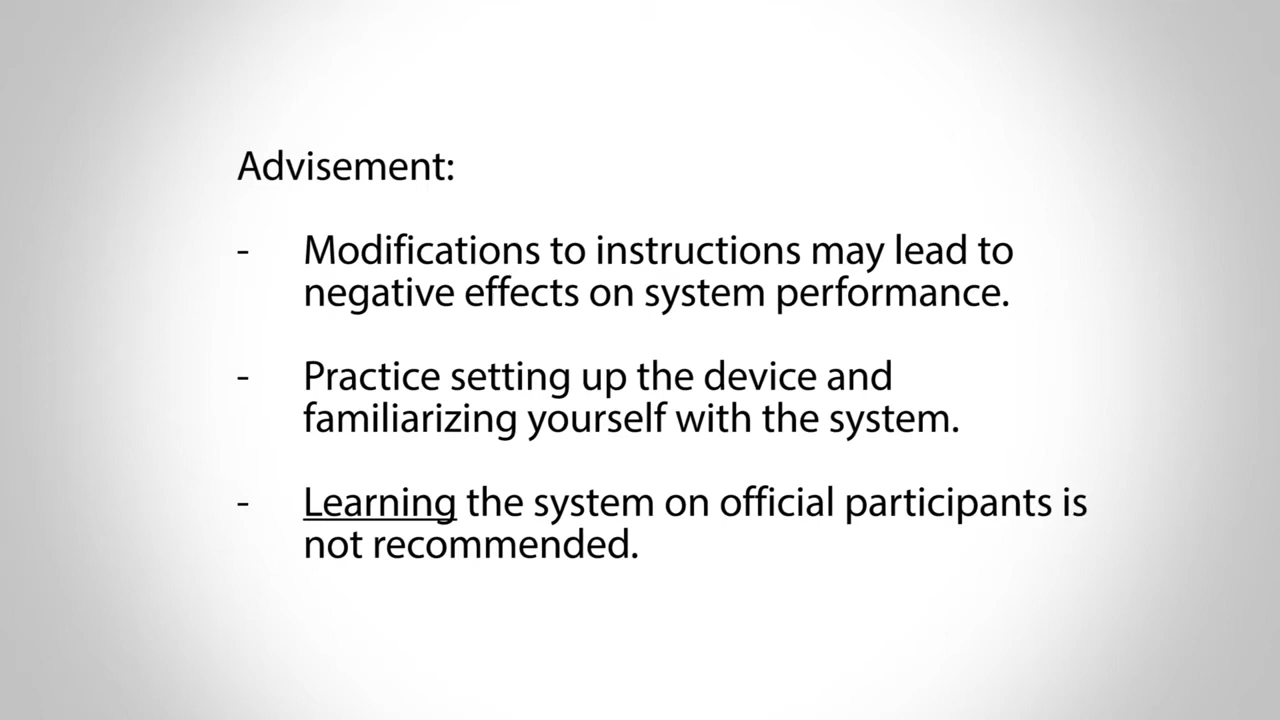 Advisement:
- Modifications to instructions may lead to
negative effects on system performance.
- Practice setting up the device and
familiarizing yourself with the system.
- Learning the system on official participants is
not recommended.